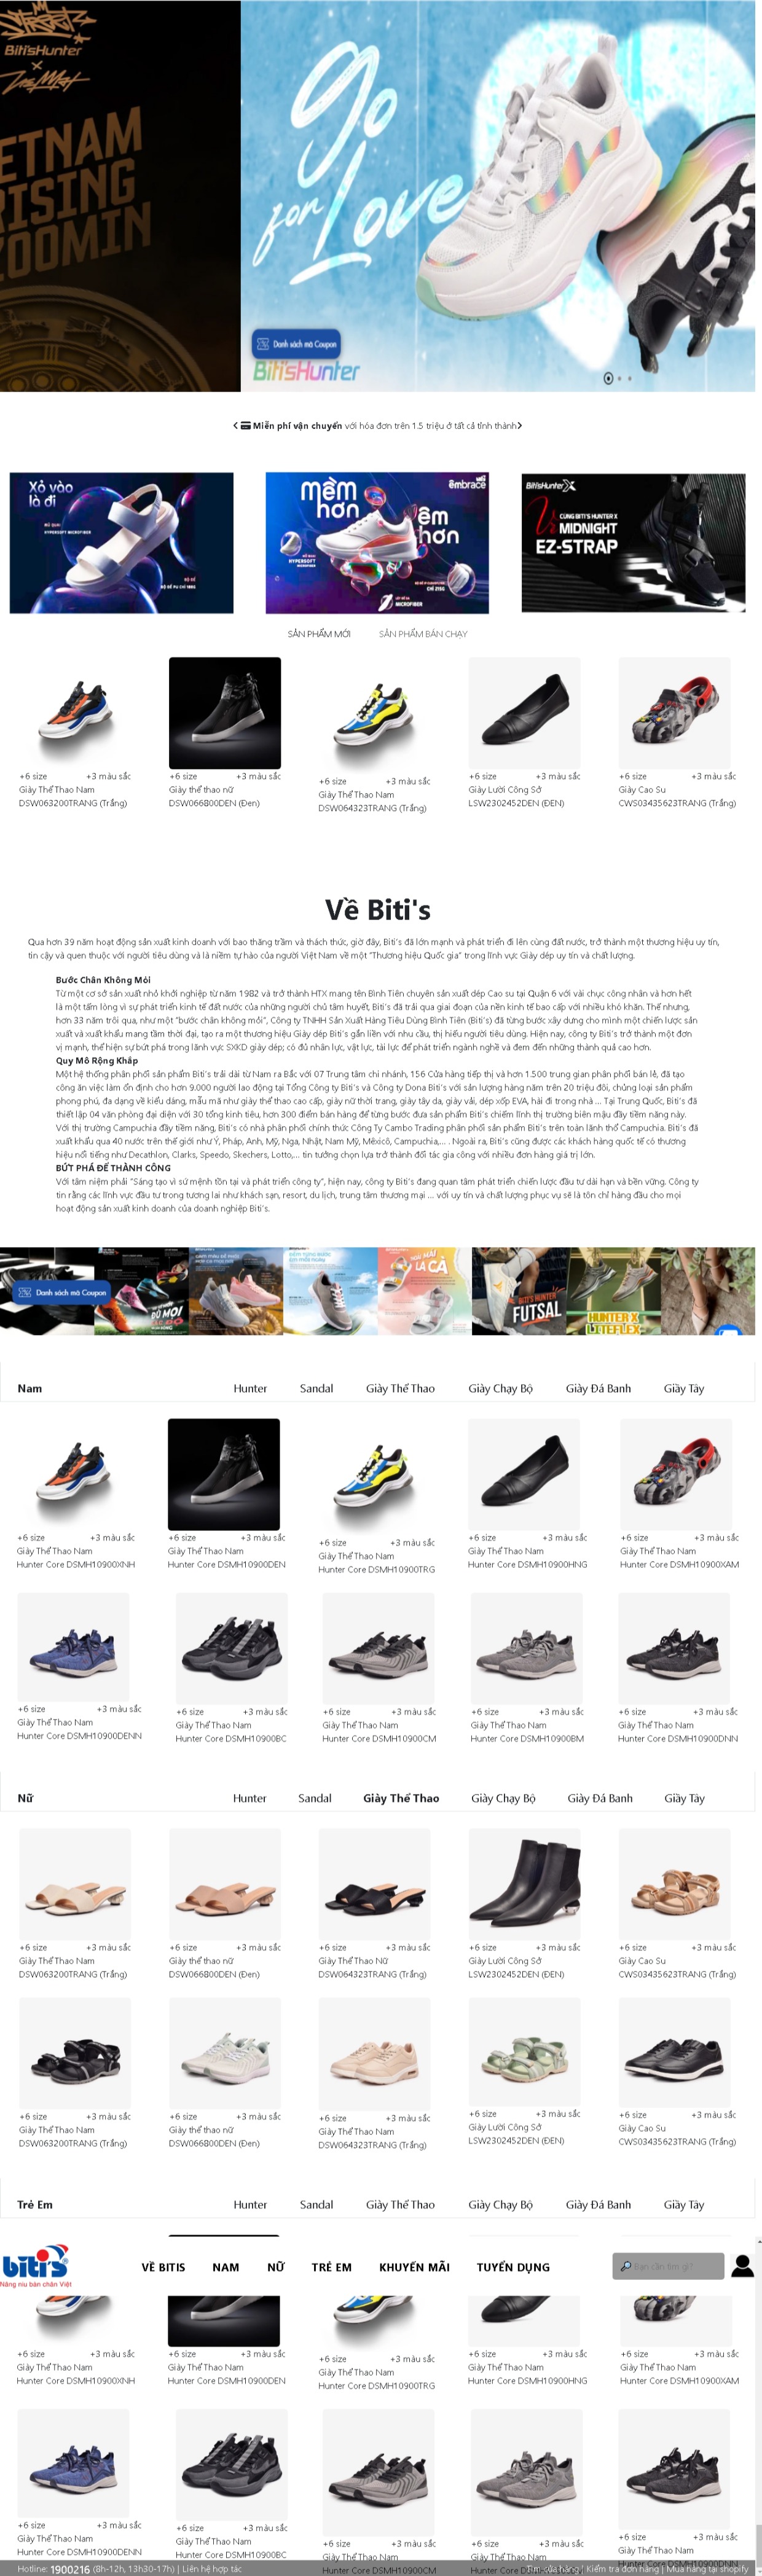 STREET
Biti'sHunter
×
ETNAM
ISING
ZOOMIN
go
for Love
Danh sách mã Coupon
Biti'sHunter
Miễn phí vận chuyển với hóa đơn trên 1.5 triệu ở tất cả tỉnh thành
Xỏ vào
là đi
HYPERSOFT MICROFIBER
mềm
hơn
êm
hơn
embrace
HYPERSOFT
MICROFIBER
Biti'sHunter X
CÙNG BITI'S HUNTER X
MIDNIGHT
EZ-STRAP
SẢN PHẨM MỚI SẢN PHẨM BÁN CHẠY
+6 size +3 màu sắc +6 size +3 màu sắc +6 size +3 màu sắc +6 size +3 màu sắc +6 size +3 màu sắc
Giày Thể Thao Nam Giày thể thao nữ Giày Thể Thao Nam Giày Lười Công Sở Giày Cao Su
DSW063200TRANG (Trắng) DSW066800DEN (Đen) DSW064323TRANG (Trắng) LSW2302452DEN (ĐEN) CWS03435623TRANG (Trắng)
Về Biti's
Qua hơn 39 năm hoạt động sản xuất kinh doanh với bao thăng trầm và thách thức, giờ đây, Biti's đã lớn mạnh và phát triển đi lên cùng đất nước, trở thành một thương hiệu uy tín,
tin cậy và quen thuộc với người tiêu dùng và là niềm tự hào của người Việt Nam về một "Thương hiệu Quốc gia" trong lĩnh vực Giày dép uy tín và chất lượng.
Bước Chân Không Mỏi
Từ một cơ sở sản xuất nhỏ khởi nghiệp từ năm 1982 và trở thành HTX mang tên Bình Tiên chuyên sản xuất dép Cao su tại Quận 6 với vài chục công nhân và hơn hết
là một tấm lòng vì sự phát triển kinh tế đất nước của những người chủ tâm huyết, Biti's đã trải qua giai đoạn của nền kinh tế bao cấp với nhiều khó khăn. Thế nhưng,
hơn 33 năm trôi qua, như một "bước chân không mỏi", Công ty TNHH Sản Xuất Hàng Tiêu Dùng Bình Tiên (Biti's) đã từng bước xây dựng cho mình một chiến lược sản
xuất và xuất khẩu mang tầm thời đại, tạo ra một thương hiệu Giày dép Biti's gắn liền với nhu cầu, thị hiếu người tiêu dùng. Hiện nay, công ty Biti's trở thành một đơn
vị mạnh, thể hiện sự bứt phá trong lãnh vực SXKD giày dép; có đủ nhân lực, vật lực, tài lực để phát triển ngành nghề và đem đến những thành quả cao hơn.
Quy Mô Rộng Khắp
Một hệ thống phân phối sản phẩm Biti's trải dài từ Nam ra Bắc với 07 Trung tâm chi nhánh, 156 Cửa hàng tiếp thị và hơn 1.500 trung gian phân phối bán lẻ, đã tạo
công ăn việc làm ổn định cho hơn 9.000 người lao động tại Tổng Công ty Biti's và Công ty Dona Biti's với sản lượng hàng năm trên 20 triệu đôi, chủng loại sản phẩm
phong phú, đa dạng về kiểu dáng, mẫu mã như giày thể thao cao cấp, giày nữ thời trang, giày tây da, giày vải, dép xốp EVA, hài đi trong nhà ... Tại Trung Quốc, Biti's đã
thiết lập 04 văn phòng đại diện với 30 tổng kinh tiêu, hơn 300 điểm bán hàng để từng bước đưa sản phẩm Biti's chiếm lĩnh thị trường biên mậu đầy tiềm năng này.
Với thị trường Campuchia đầy tiềm năng, Biti's có nhà phân phối chính thức Công Ty Cambo Trading phân phối sản phẩm Biti's trên toàn lãnh thổ Campuchia. Biti's đã
xuất khẩu qua 40 nước trên thế giới như Ý, Pháp, Anh, Mỹ, Nga, Nhật, Nam Mỹ, Mêxicô, Campuchia,... . Ngoài ra, Biti's cũng được các khách hàng quốc tế có thương
hiệu nổi tiếng như Decathlon, Clarks, Speedo, Skechers, Lotto,... tin tưởng chọn lựa trở thành đối tác gia công với nhiều đơn hàng giá trị lớn.
BỨT PHÁ ĐỂ THÀNH CÔNG
Với tâm niệm phải "Sáng tạo vì sứ mệnh tồn tại và phát triển công ty", hiện nay, công ty Biti's đang quan tâm phát triển chiến lược đầu tư dài hạn và bền vững. Công ty
tin rằng các lĩnh vực đầu tư trong tương lai như khách sạn, resort, du lịch, trung tâm thương mại ... với uy tín và chất lượng phục vụ sẽ là tôn chỉ hàng đầu cho mọi
hoạt động sản xuất kinh doanh của doanh nghiệp Biti's.
Danh sách mã Coupon
BITI'S HUNTER
FUTSAL
HUNTER X
LITEFLEX
Nam Hunter Sandal Giày Thể Thao Giày Chạy Bộ Giày Đá Banh Giầy Tây
+6 size +3 màu sắc +6 size +3 màu sắc +6 size +3 màu sắc +6 size +3 màu sắc +6 size +3 màu sắc
Giày Thể Thao Nam Giày Thể Thao Nam Giày Thể Thao Nam Giày Thể Thao Nam Giày Thể Thao Nam
Hunter Core DSMH10900XNH Hunter Core DSMH10900DEN Hunter Core DSMH10900TRG Hunter Core DSMH10900HNG Hunter Core DSMH10900XAM
+6 size +3 màu sắc +6 size +3 màu sắc +6 size +3 màu sắc +6 size +3 màu sắc +6 size +3 màu sắc
Giày Thể Thao Nam Giày Thể Thao Nam Giày Thể Thao Nam Giày Thể Thao Nam Giày Thể Thao Nam
Hunter Core DSMH10900DENN Hunter Core DSMH10900BC Hunter Core DSMH10900CM Hunter Core DSMH10900BM Hunter Core DSMH10900DNN
Nữ Hunter Sandal Giày Thể Thao Giày Chạy Bộ Giày Đá Banh Giầy Tây
+6 size +3 màu sắc +6 size +3 màu sắc +6 size +3 màu sắc +6 size +3 màu sắc +6 size +3 màu sắc
Giày Thể Thao Nam Giày thể thao nữ Giày Thể Thao Nữ Giày Lười Công Sở Giày Cao Su
DSW063200TRANG (Trắng) DSW066800DEN (Đen) DSW064323TRANG (Trắng) LSW2302452DEN (ĐEN) CWS03435623TRANG (Trắng)
+6 size +3 màu sắc +6 size +3 màu sắc +6 size +3 màu sắc +6 size +3 màu sắc +6 size +3 màu sắc
Giày Thể Thao Nam Giày thể thao nữ Giày Thể Thao Nam Giày Lười Công Sở Giày Cao Su
DSW063200TRANG (Trắng) DSW066800DEN (Đen) DSW064323TRANG (Trắng) LSW2302452DEN (ĐEN) CWS03435623TRANG (Trắng)
Trẻ Em Hunter Sandal Giày Thể Thao Giày Chạy Bộ Giày Đá Banh Giầy Tây
biti's
Nâng niu bàn chân Việt
VỀ BITIS NAM NỮ TRẺ EM KHUYẾN MÃI TUYỂN DỤNG Bạn cần tìm gì?
+6 size +3 màu sắc +6 size +3 màu sắc +6 size +3 màu sắc +6 size +3 màu sắc +6 size +3 màu sắc
Giày Thể Thao Nam Giày Thể Thao Nam Giày Thể Thao Nam Giày Thể Thao Nam Giày Thể Thao Nam
Hunter Core DSMH10900XNH Hunter Core DSMH10900DEN Hunter Core DSMH10900TRG Hunter Core DSMH10900HNG Hunter Core DSMH10900XAM
+6 size +3 màu sắc +6 size +3 màu sắc +6 size +3 màu sắc +6 size +3 màu sắc +6 size +3 màu sắc
Giày Thể Thao Nam Giày Thể Thao Nam Giày Thể Thao Nam Giày Thể Thao Nam Giày Thể Thao Nam
Hunter Core DSMH10900DENN Hunter Core DSMH10900BC Hunter Core DSMH10900CM
Hotline: 1900216 (8h-12h, 13h30-17h) | Liên hệ hợp tác Tìm cửa hàng | Kiểm tra đơn hàng | Mua hàng tại shopify